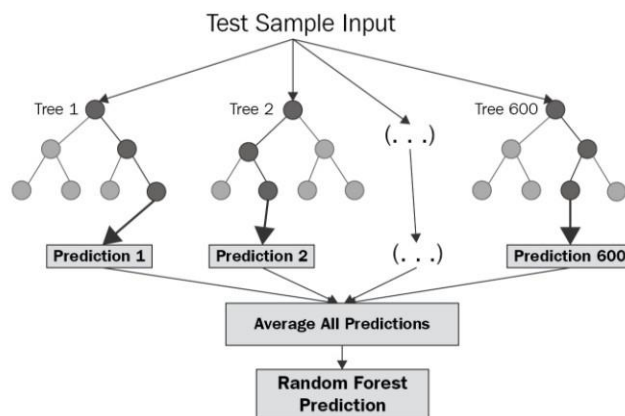 Test Sample Input
Tree 1
Tree 2
Tree 600
(. . .)
Prediction 1
Prediction 2
(. . .)
Prediction 600
Average All Predictions
Random Forest
Prediction